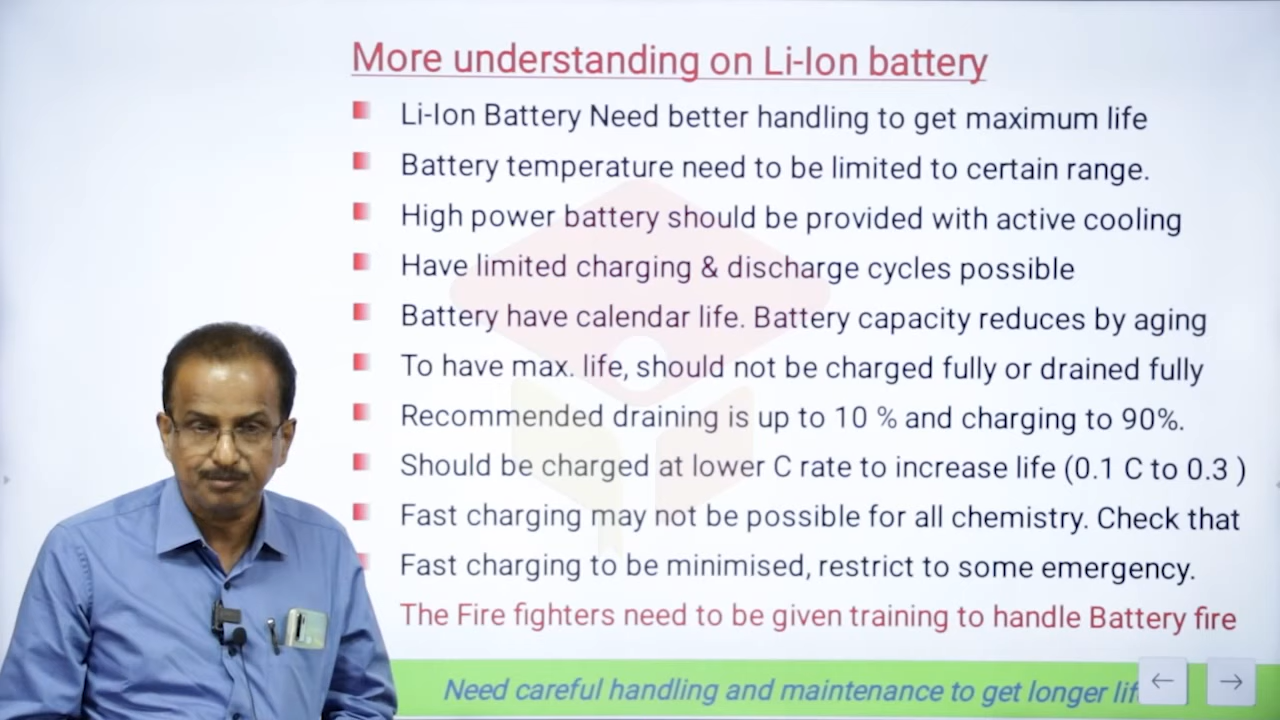 More understanding on Li-Ion battery
Li-Ion Battery Need better handling to get maximum life
Battery temperature need to be limited to certain range.
High power battery should be provided with active cooling
Have limited charging & discharge cycles possible
Battery have calendar life. Battery capacity reduces by aging
To have max. life, should not be charged fully or drained fully
Recommended draining is up to 10 % and charging to 90%.
Should be charged at lower C rate to increase life (0.1 C to 0.3 )
Fast charging may not be possible for all chemistry. Check that
Fast charging to be minimised, restrict to some emergency.
The Fire fighters need to be given training to handle Battery fire
Need careful handling and maintenance to get longer